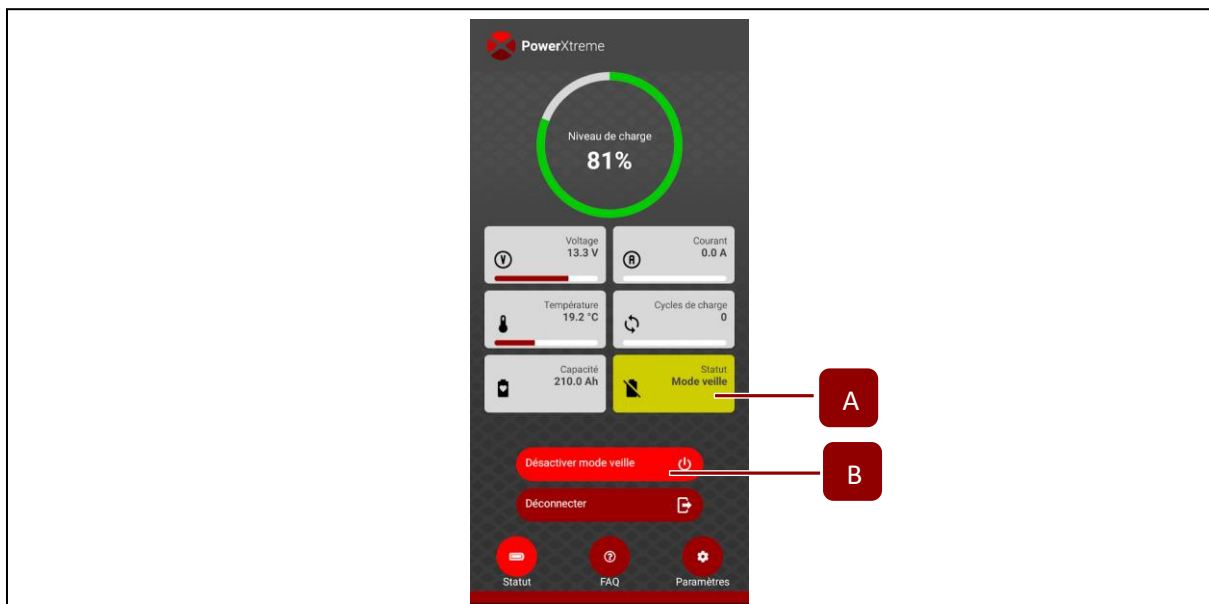 PowerXtreme
Niveau de charge
81%
Voltage
13.3 V
Courant
0.0 A
Température
19.2 °C
Cycles de charge
0
Capacité
210.0 Ah
Statut
Mode veille
A
Désactiver mode veille
B
Déconnecter
Statut
FAQ
Paramètres